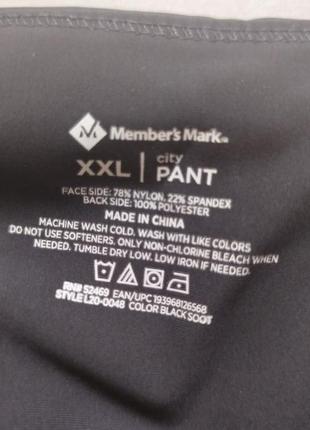 Member's Mark®
XXL | city PANT
FACE SIDE: 78% NYLON, 22% SPANDEX
BACK SIDE: 100% POLYESTER
MADE IN CHINA
MACHINE WASH COLD. WASH WITH LIKE COLORS
DO NOT USE SOFTENERS. ONLY NON-CHLORINE BLEACH WHEN
NEEDED. TUMBLE DRY LOW. LOW IRON IF NEEDED.
RN# 52469 EAN/UPC 193968126568
STYLE L20-0048 COLOR BLACK SOOT